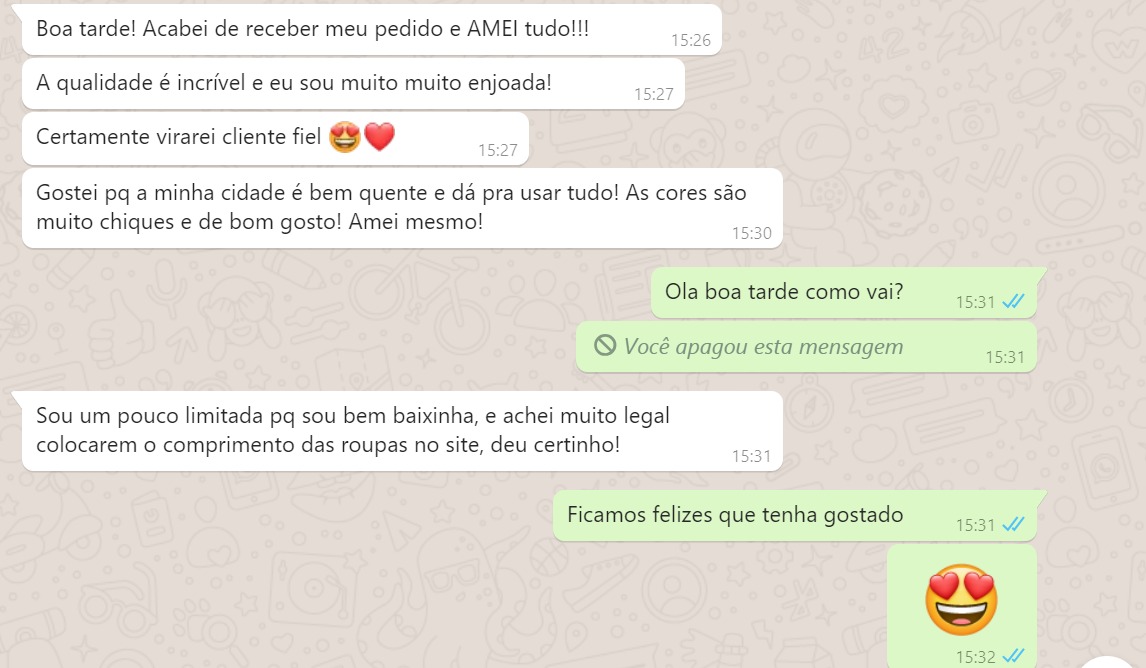 Boa tarde! Acabei de receber meu pedido e AMEI tudo!!!
15:26
A qualidade é incrível e eu sou muito muito enjoada!
15:27
Certamente virarei cliente fiel 😍❤️
15:27
Gostei pq a minha cidade é bem quente e dá pra usar tudo! As cores são
muito chiques e de bom gosto! Amei mesmo!
15:30
Ola boa tarde como vai?
15:31
Você apagou esta mensagem
15:31
Sou um pouco limitada pq sou bem baixinha, e achei muito legal
colocarem o comprimento das roupas no site, deu certinho!
15:31
Ficamos felizes que tenha gostado
15:31
😍
15:32